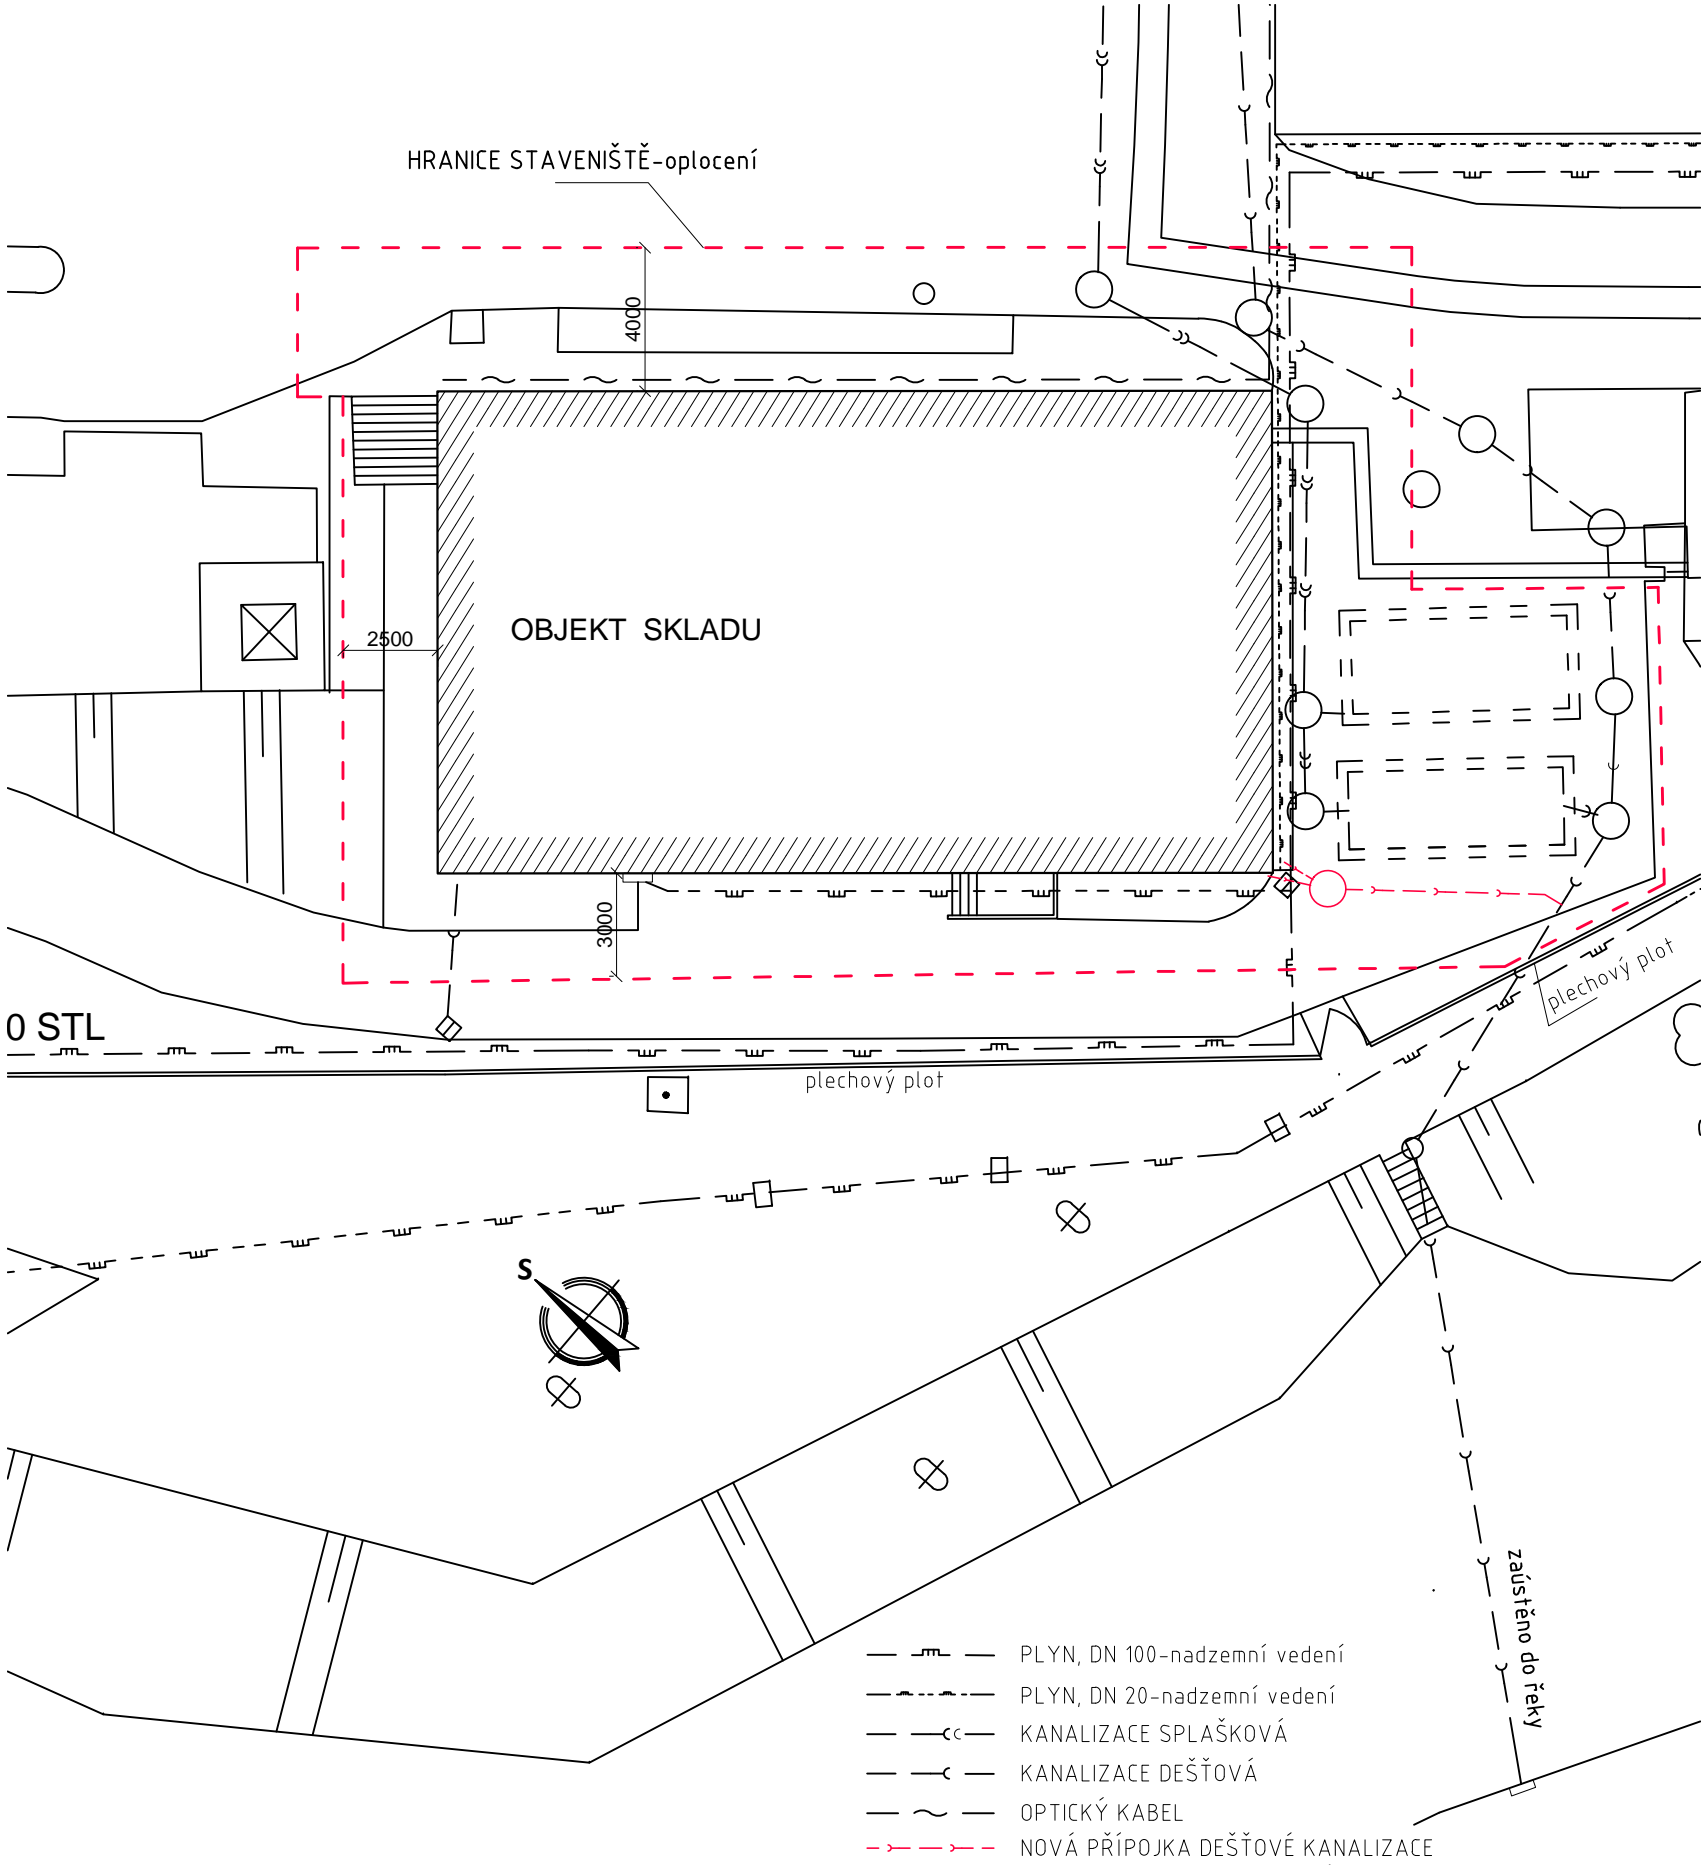 HRANICE STAVENIŠTĚ-oplocení
4000
2500
OBJEKT SKLADU
3000
plechový plot
0 STL
plechový plot
S
zaústěno do řeky
PLYN, DN 100-nadzemní vedení
PLYN, DN 20-nadzemní vedení
KANALIZACE SPLAŠKOVÁ
KANALIZACE DEŠŤOVÁ
OPTICKÝ KABEL
NOVÁ PŘÍPOJKA DEŠŤOVÉ KANALIZACE